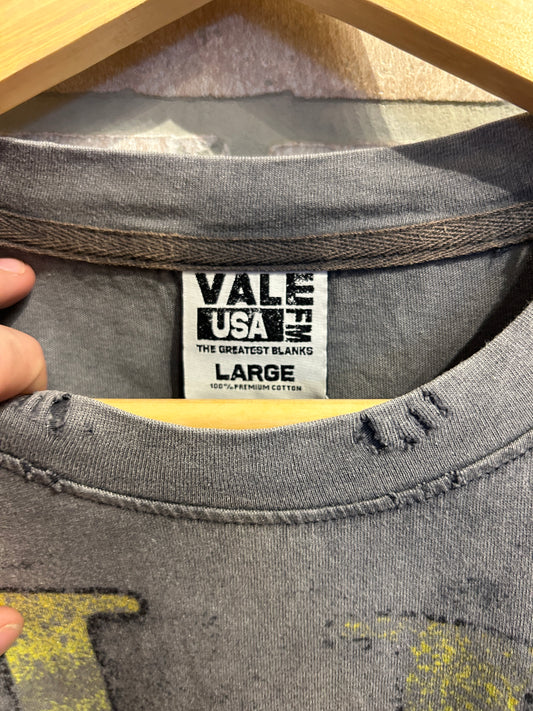 VALE
USA FM
THE GREATEST BLANKS
LARGE
100% PREMIUM COTTON